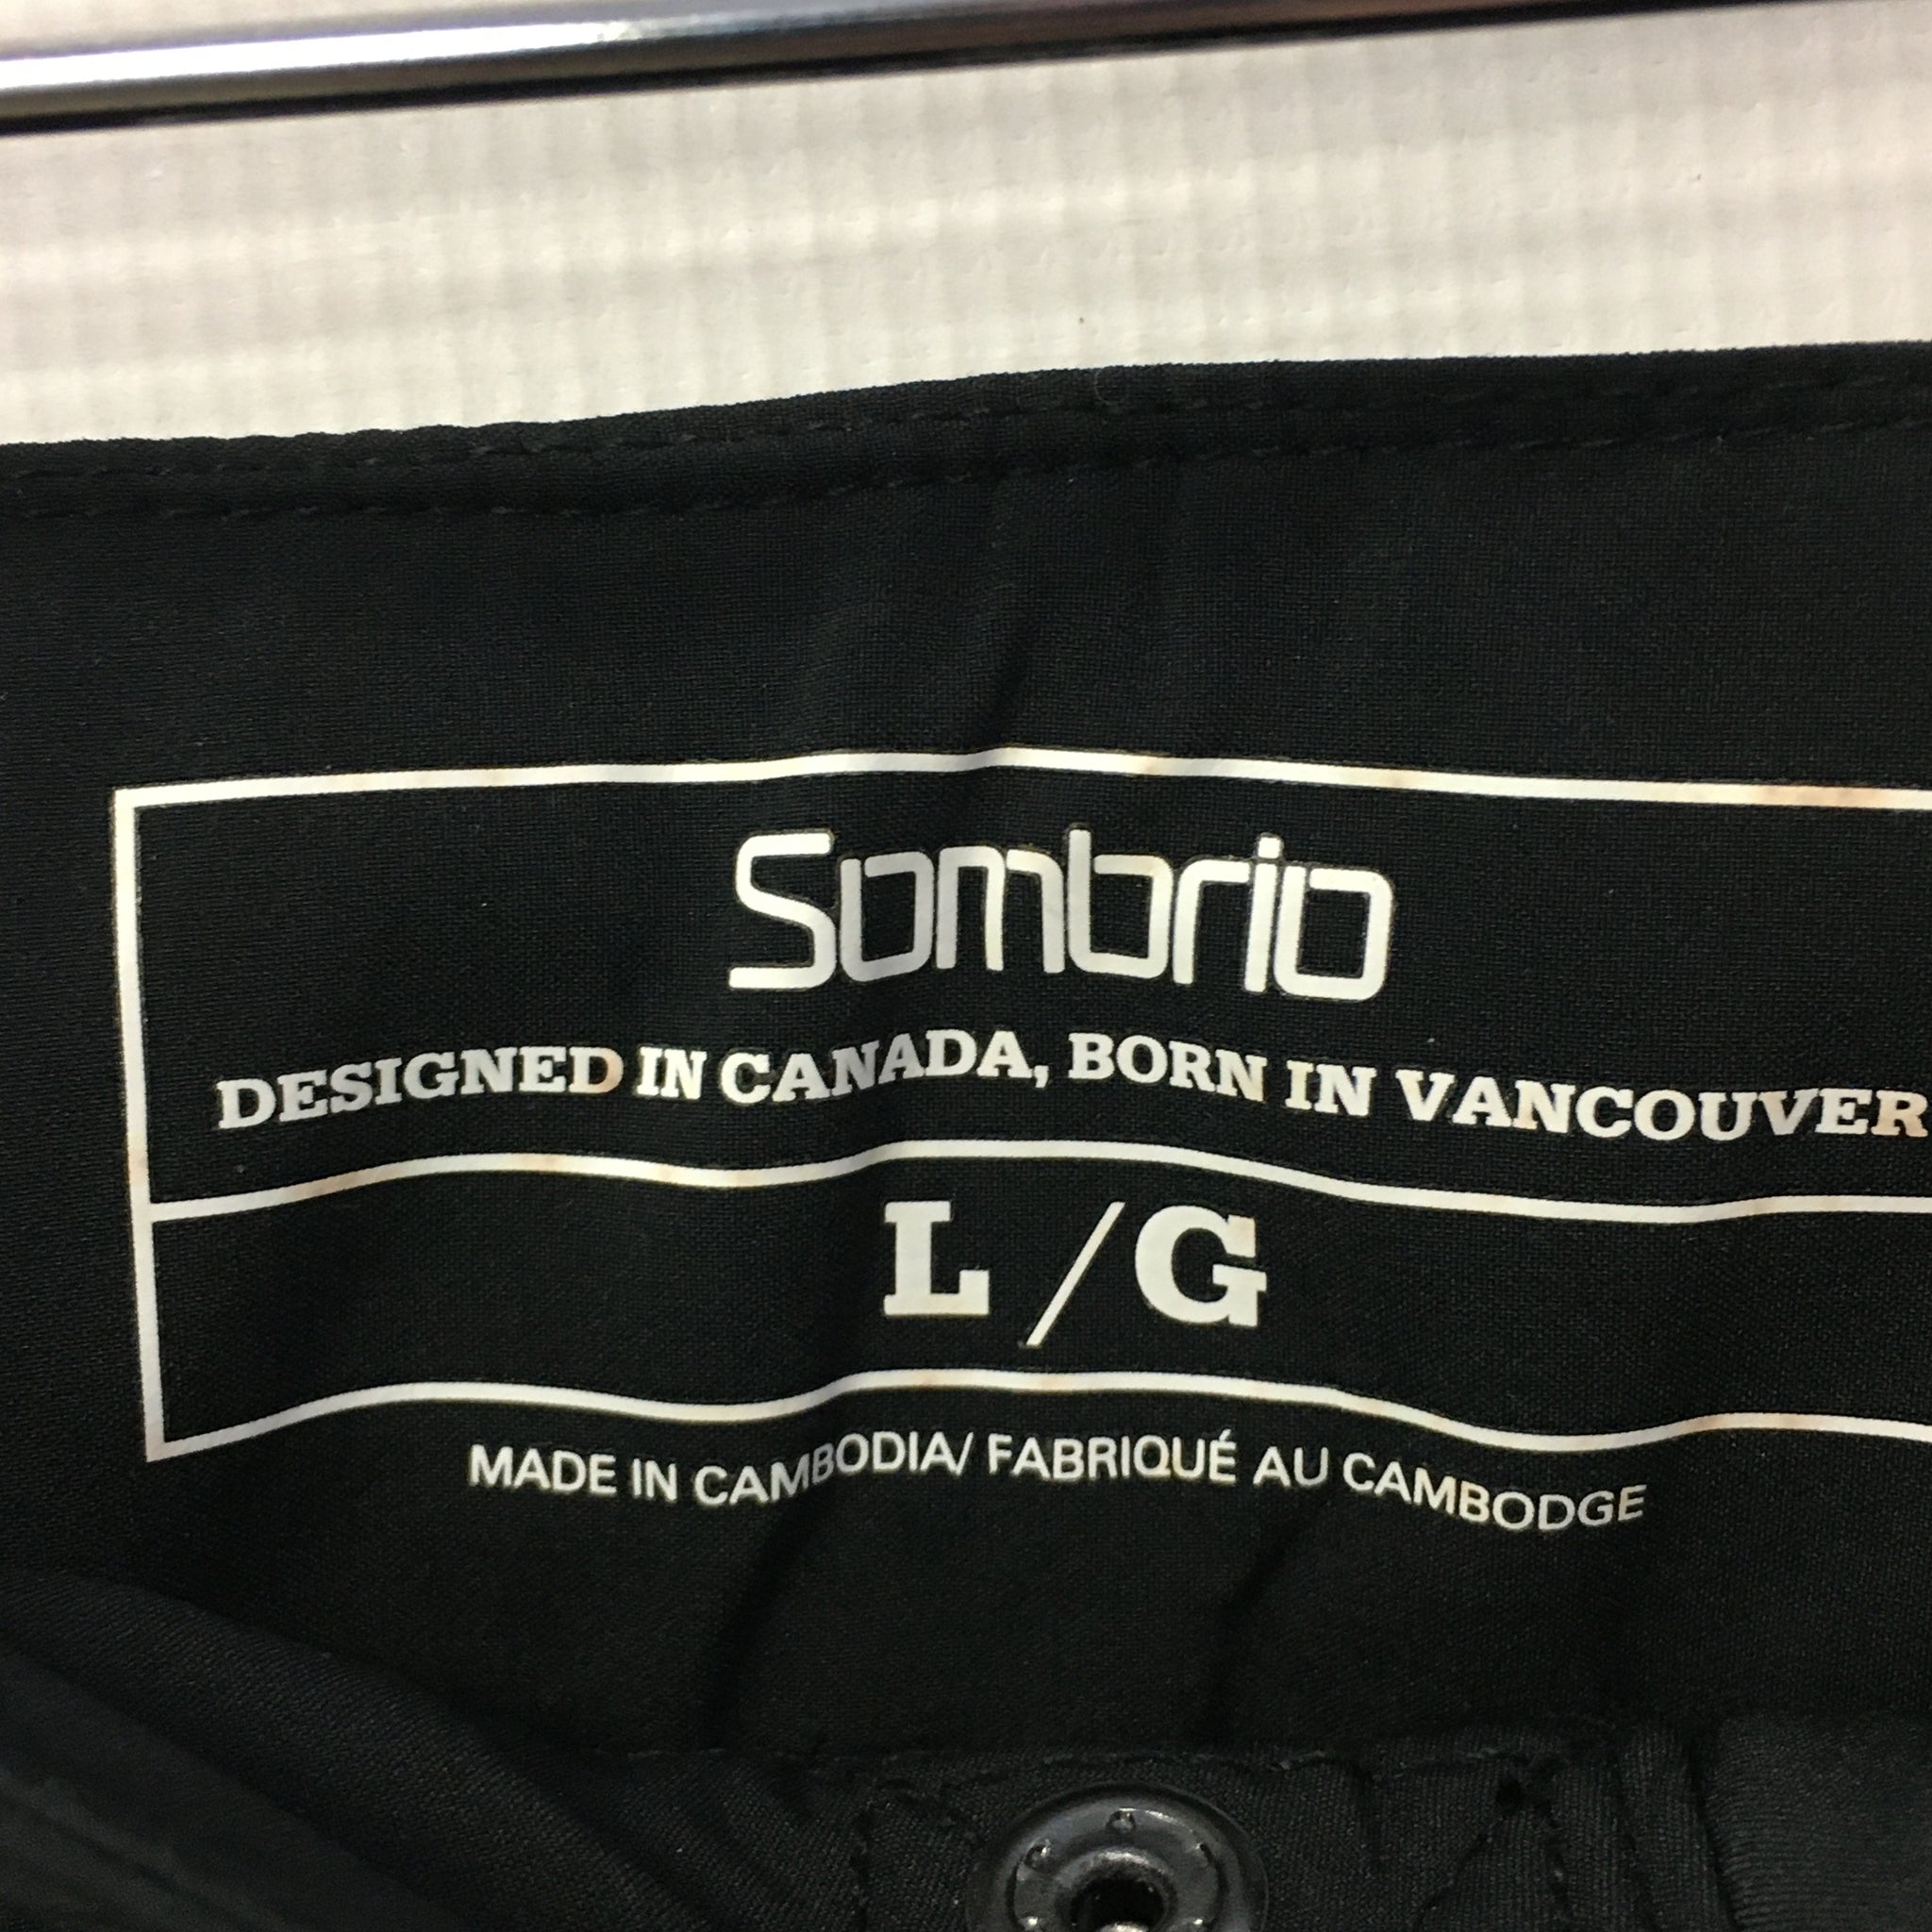 Sombrio
DESIGNED IN CANADA, BORN IN VANCOUVER
L/G
MADE IN CAMBODIA/ FABRIQUÉ AU CAMBODGE